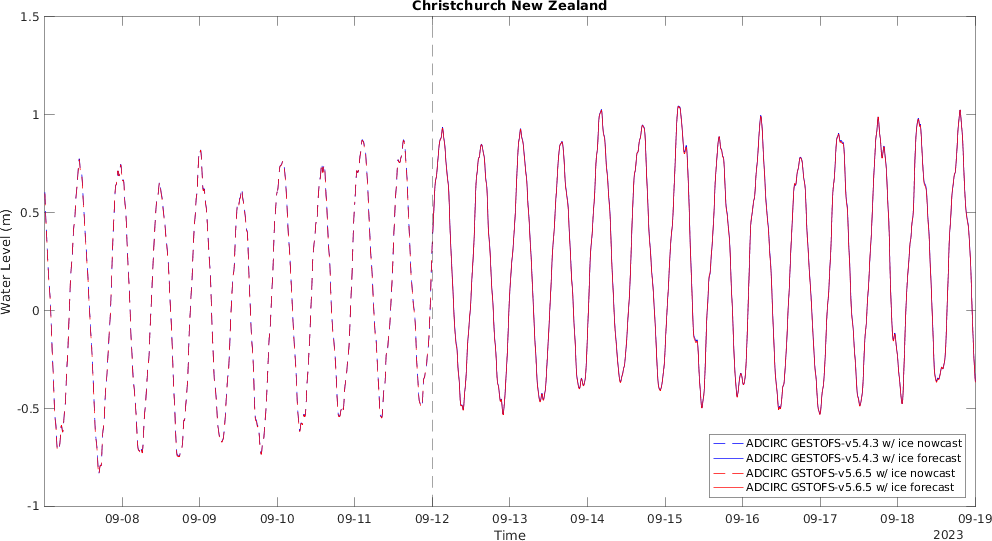 Christchurch New Zealand
1.5
1
0.5
0
-0.5
-1
Water Level (m)
ADCIRC GESTOFS-v5.4.3 w/ ice nowcast
ADCIRC GESTOFS-v5.4.3 w/ ice forecast
ADCIRC GSTOFS-v5.6.5 w/ ice nowcast
ADCIRC GSTOFS-v5.6.5 w/ ice forecast
09-08 09-09 09-10 09-11 09-12 09-13 09-14 09-15 09-16 09-17 09-18 09-19
Time
2023